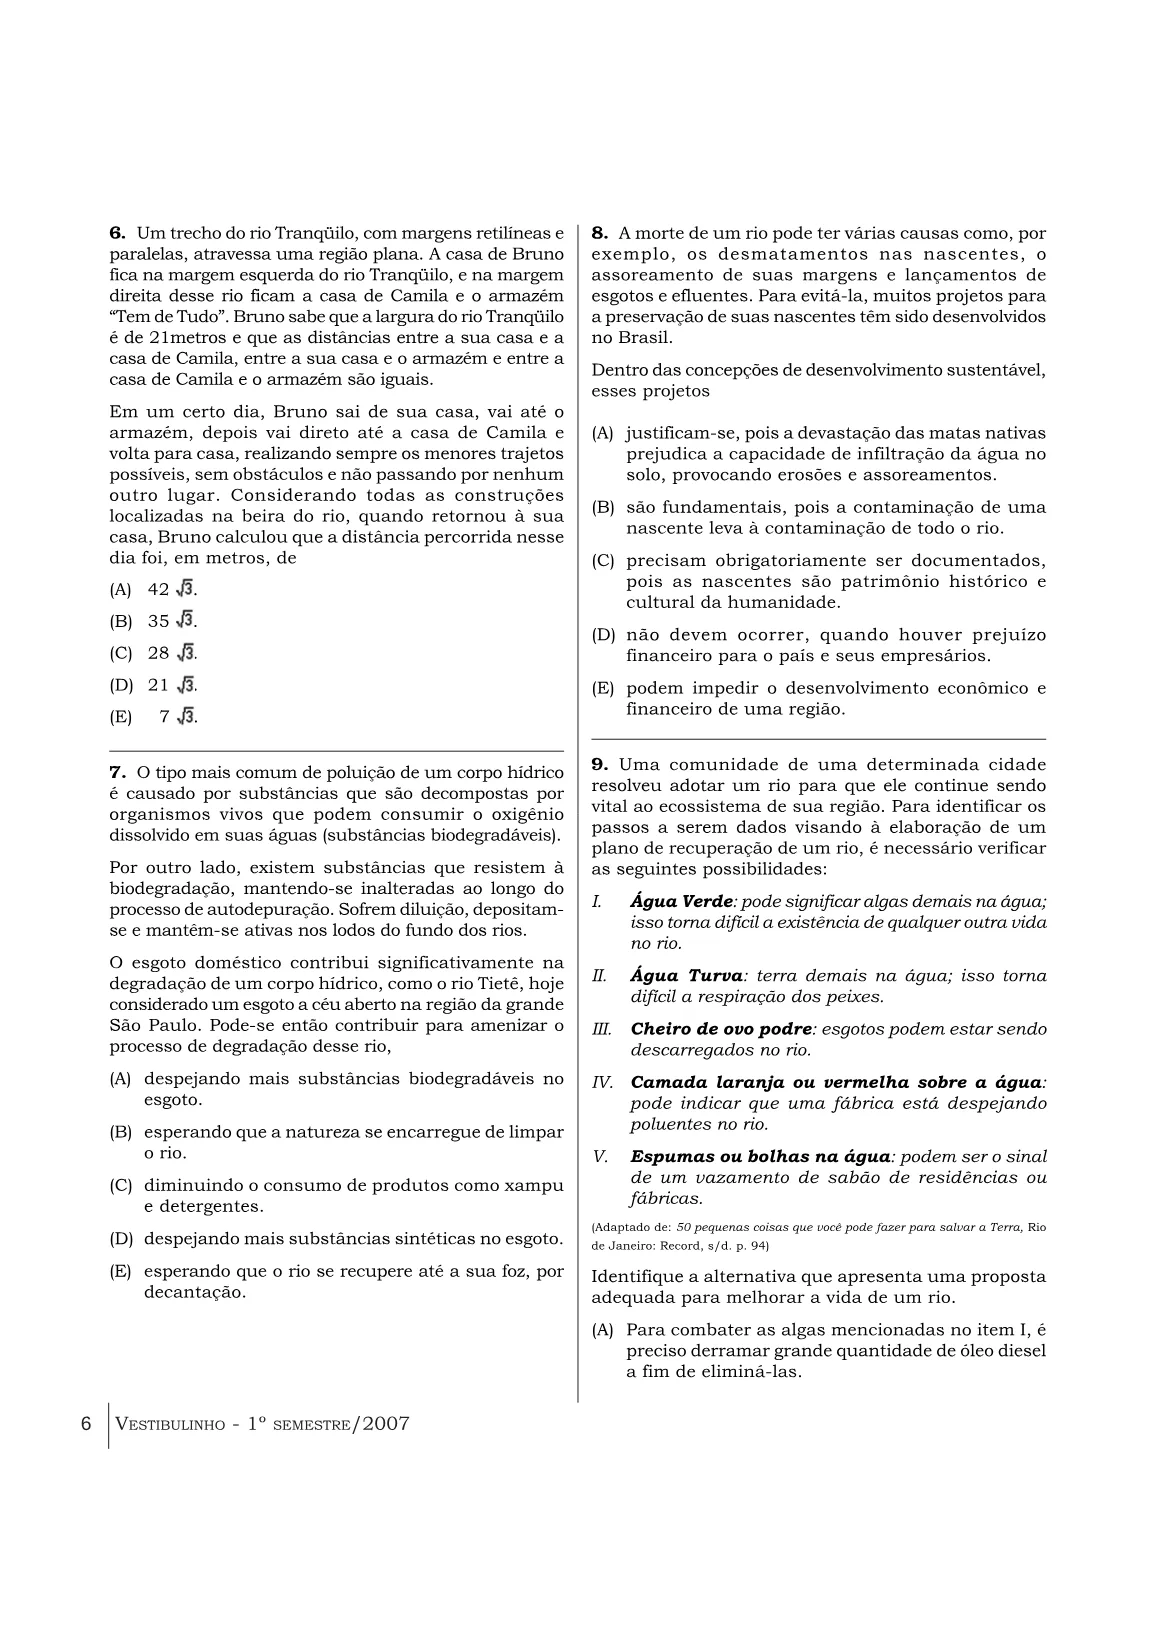 6. Um trecho do rio Tranqüilo, com margens retilíneas e
paralelas, atravessa uma região plana. A casa de Bruno
fica na margem esquerda do rio Tranqüilo, e na margem
direita desse rio ficam a casa de Camila e o armazém
“Tem de Tudo”. Bruno sabe que a largura do rio Tranqüilo
é de 21metros e que as distâncias entre a sua casa e a
casa de Camila, entre a sua casa e o armazém e entre a
casa de Camila e o armazém são iguais.
Em um certo dia, Bruno sai de sua casa, vai até o
armazém, depois vai direto até a casa de Camila e
volta para casa, realizando sempre os menores trajetos
possíveis, sem obstáculos e não passando por nenhum
outro lugar. Considerando todas as construções
localizadas na beira do rio, quando retornou à sua
casa, Bruno calculou que a distância percorrida nesse
dia foi, em metros, de
(A) 42 √3.
(B) 35 √3.
(C) 28 √3.
(D) 21 √3.
(E) 7 √3.
7. O tipo mais comum de poluição de um corpo hídrico
é causado por substâncias que são decompostas por
organismos vivos que podem consumir o oxigênio
dissolvido em suas águas (substâncias biodegradáveis).
Por outro lado, existem substâncias que resistem à
biodegradação, mantendo-se inalteradas ao longo do
processo de autodepuração. Sofrem diluição, depositam-
se e mantêm-se ativas nos lodos do fundo dos rios.
O esgoto doméstico contribui significativamente na
degradação de um corpo hídrico, como o rio Tietê, hoje
considerado um esgoto a céu aberto na região da grande
São Paulo. Pode-se então contribuir para amenizar o
processo de degradação desse rio,
(A) despejando mais substâncias biodegradáveis no
esgoto.
(B) esperando que a natureza se encarregue de limpar
o rio.
(C) diminuindo o consumo de produtos como xampu
e detergentes.
(D) despejando mais substâncias sintéticas no esgoto.
(E) esperando que o rio se recupere até a sua foz, por
decantação.
8. A morte de um rio pode ter várias causas como, por
exemplo, os desmatamentos nas nascentes, o
assoreamento de suas margens e lançamentos de
esgotos e efluentes. Para evitá-la, muitos projetos para
a preservação de suas nascentes têm sido desenvolvidos
no Brasil.
Dentro das concepções de desenvolvimento sustentável,
esses projetos
(A) justificam-se, pois a devastação das matas nativas
prejudica a capacidade de infiltração da água no
solo, provocando erosões e assoreamentos.
(B) são fundamentais, pois a contaminação de uma
nascente leva à contaminação de todo o rio.
(C) precisam obrigatoriamente ser documentados,
pois as nascentes são patrimônio histórico e
cultural da humanidade.
(D) não devem ocorrer, quando houver prejuízo
financeiro para o país e seus empresários.
(E) podem impedir o desenvolvimento econômico e
financeiro de uma região.
9. Uma comunidade de uma determinada cidade
resolveu adotar um rio para que ele continue sendo
vital ao ecossistema de sua região. Para identificar os
passos a serem dados visando à elaboração de um
plano de recuperação de um rio, é necessário verificar
as seguintes possibilidades:
I. Água Verde: pode significar algas demais na água;
isso torna difícil a existência de qualquer outra vida
no rio.
II. Água Turva: terra demais na água; isso torna
difícil a respiração dos peixes.
III. Cheiro de ovo podre: esgotos podem estar sendo
descarregados no rio.
IV. Camada laranja ou vermelha sobre a água:
pode indicar que uma fábrica está despejando
poluentes no rio.
V. Espumas ou bolhas na água: podem ser o sinal
de um vazamento de sabão de residências ou
fábricas.
(Adaptado de: 50 pequenas coisas que você pode fazer para salvar a Terra, Rio
de Janeiro: Record, s/d. p. 94)
Identifique a alternativa que apresenta uma proposta
adequada para melhorar a vida de um rio.
(A) Para combater as algas mencionadas no item I, é
preciso derramar grande quantidade de óleo diesel
a fim de eliminá-las.
6 VESTIBULINHO - 1º SEMESTRE/2007